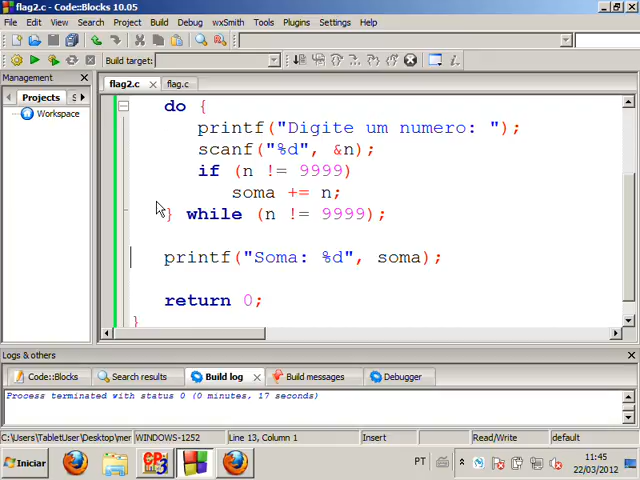 flag2.c - Code::Blocks 10.05
File Edit View Search Project Build Debug wxSmith Tools Plugins Settings Help
Build target:
Management
Projects
Workspace
flag2.c
flag.c
do {
printf("Digite um numero: ");
scanf("%d", &n);
if (n != 9999)
soma += n;
} while (n != 9999);
printf("Soma: %d", soma);
return 0;
}
Logs & others
Code::Blocks
Search results
Build log
Build messages
Debugger
Process terminated with status 0 (0 minutes, 17 seconds)
C:\Users\TabletUser\Desktop\mer
WINDOWS-1252
Line 13, Column 1
Insert
Read/Write
default
Iniciar
PT
11:45
22/03/2012